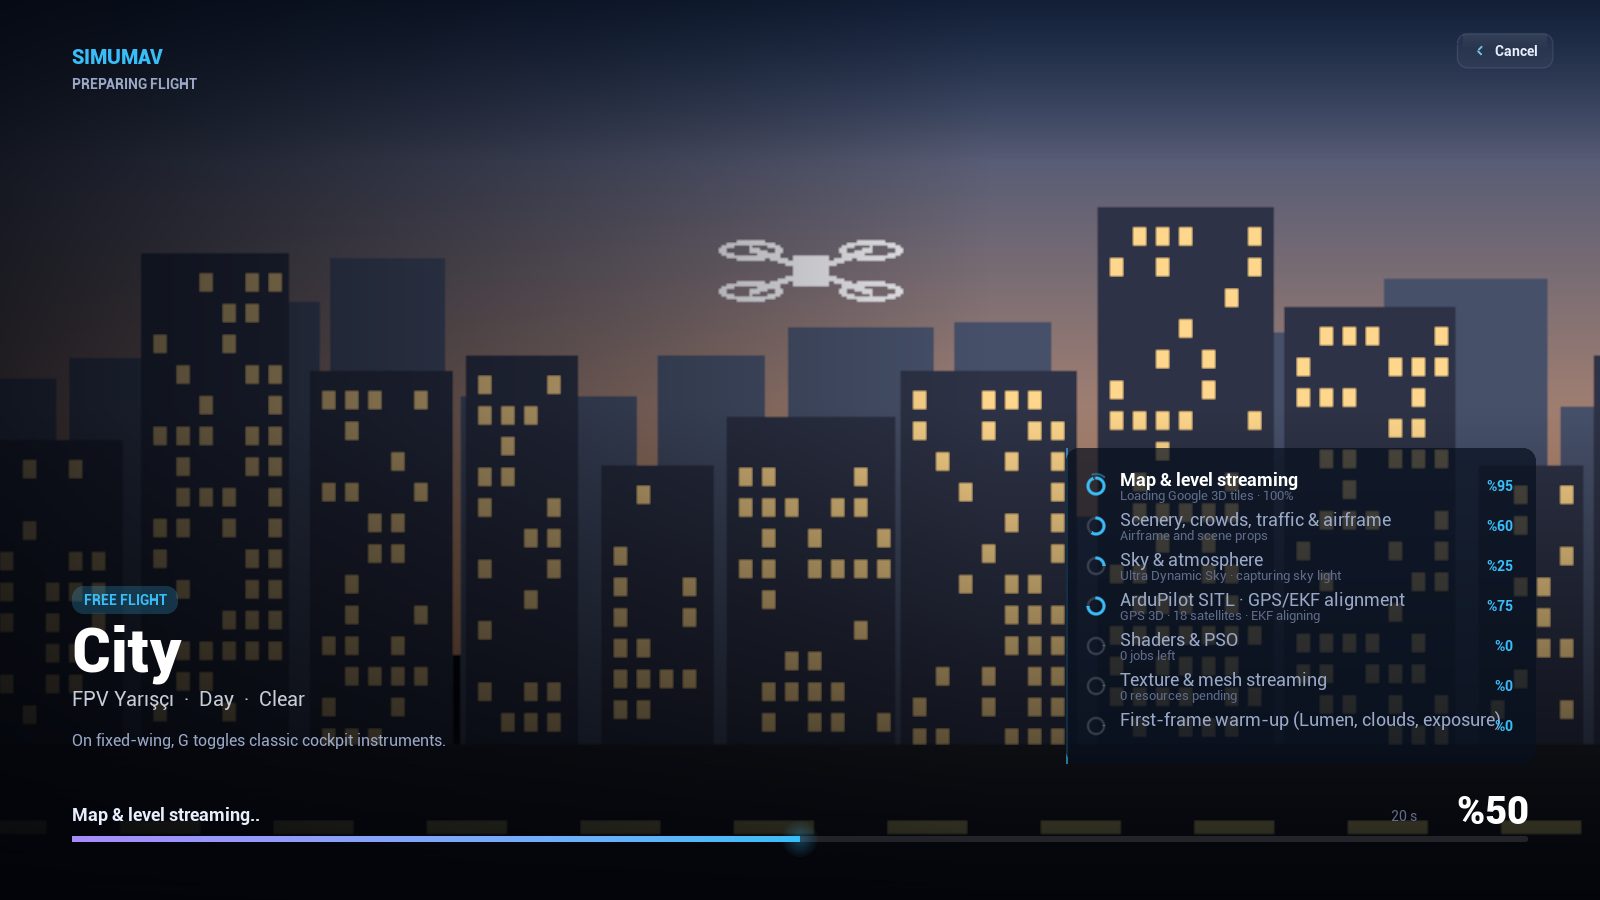 SIMUMAV
PREPARING FLIGHT
Cancel
Map & level streaming %95
Loading Google 3D tiles · 100%
Scenery, crowds, traffic & airframe %60
Airframe and scene props
Sky & atmosphere %25
Ultra Dynamic Sky · capturing sky light
ArduPilot SITL · GPS/EKF alignment %75
GPS 3D · 18 satellites · EKF aligning
Shaders & PSO %0
0 jobs left
Texture & mesh streaming %0
0 resources pending
First-frame warm-up (Lumen, clouds, exposure) %0
FREE FLIGHT
City
FPV Yarışçı · Day · Clear
On fixed-wing, G toggles classic cockpit instruments.
Map & level streaming..
20 s %50